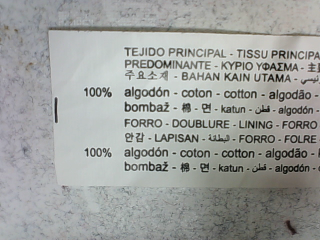 TEJIDO PRINCIPAL - TISSU PRINCIPA
PREDOMINANTE - ΚΥΡΙΟ ΥΦΑΣΜΑ - 主
주요소재 - BAHAN KAIN UTAMA -
100% algodón - coton - cotton - algodão -
bombaž - 棉 - 면 - katun - قطن - algodón -
FORRO - DOUBLURE - LINING - FORRO
안감 - LAPISAN - البطانة - FORRO - FOLRE
100% algodón - coton - cotton - algodão -
bombaž - 棉 - 면 - katun - قطن - algodón